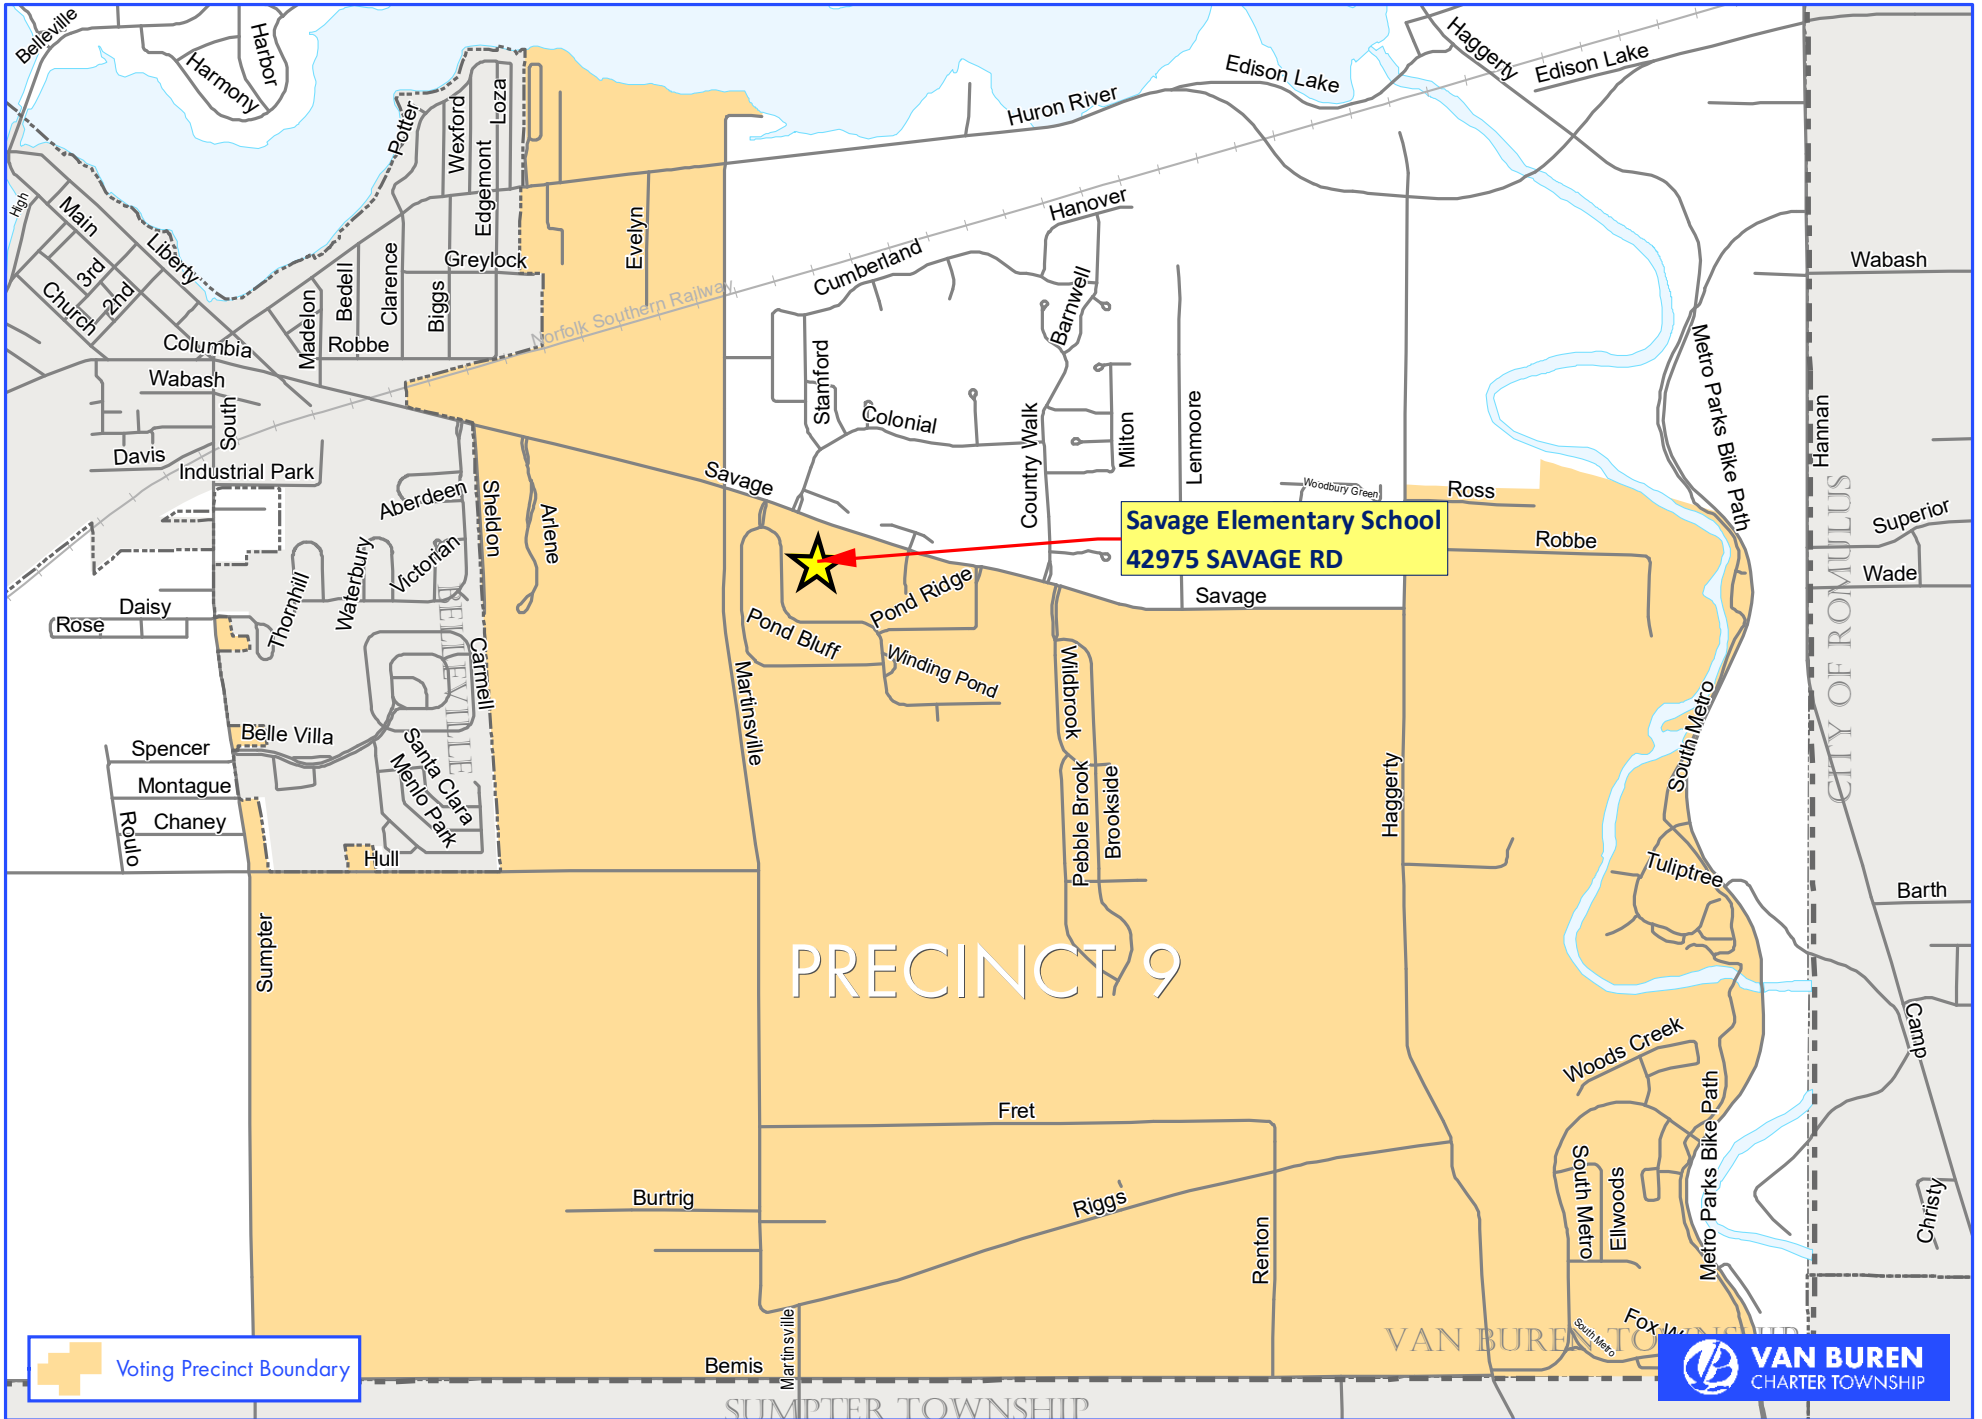 Belleville
Harbor
Harmony
Potter
Wexford
Loza
Edgemont
Huron River
Edison Lake
Haggerty
Edison Lake
High
Main
Liberty
3rd
2nd
Church
Columbia
Madelon
Bedell
Clarence
Biggs
Greylock
Robbe
Evelyn
Norfolk Southern Railway
Cumberland
Hanover
Barnwell
Wabash
Wabash
South
Davis
Industrial Park
Stamford
Colonial
Country Walk
Milton
Lenmoore
Metro Parks Bike Path
Hannan
Savage
Aberdeen
Sheldon
Arlene
Woodbury Green
Ross
Robbe
Superior
Wade
Savage Elementary School
42975 SAVAGE RD
CITY OF ROMULUS
Thornhill
Waterbury
Victorian
BELLEVILLE
Daisy
Rose
Carmell
Pond Ridge
Pond Bluff
Winding Pond
Savage
Martinsville
Wildbrook
Pebble Brook
Brookside
Haggerty
South Metro
Belle Villa
Spencer
Montague
Chaney
Roulo
Santa Clara
Menlo Park
Hull
Sumpter
Tuliptree
Barth
PRECINCT 9
Camp
Woods Creek
Metro Parks Bike Path
Fret
Burtrig
Riggs
Renton
South Metro
Ellwoods
Christy
Martinsville
Bemis
South Metro
VAN BUREN TOWNSHIP
SUMPTER TOWNSHIP
Voting Precinct Boundary
VAN BUREN
CHARTER TOWNSHIP